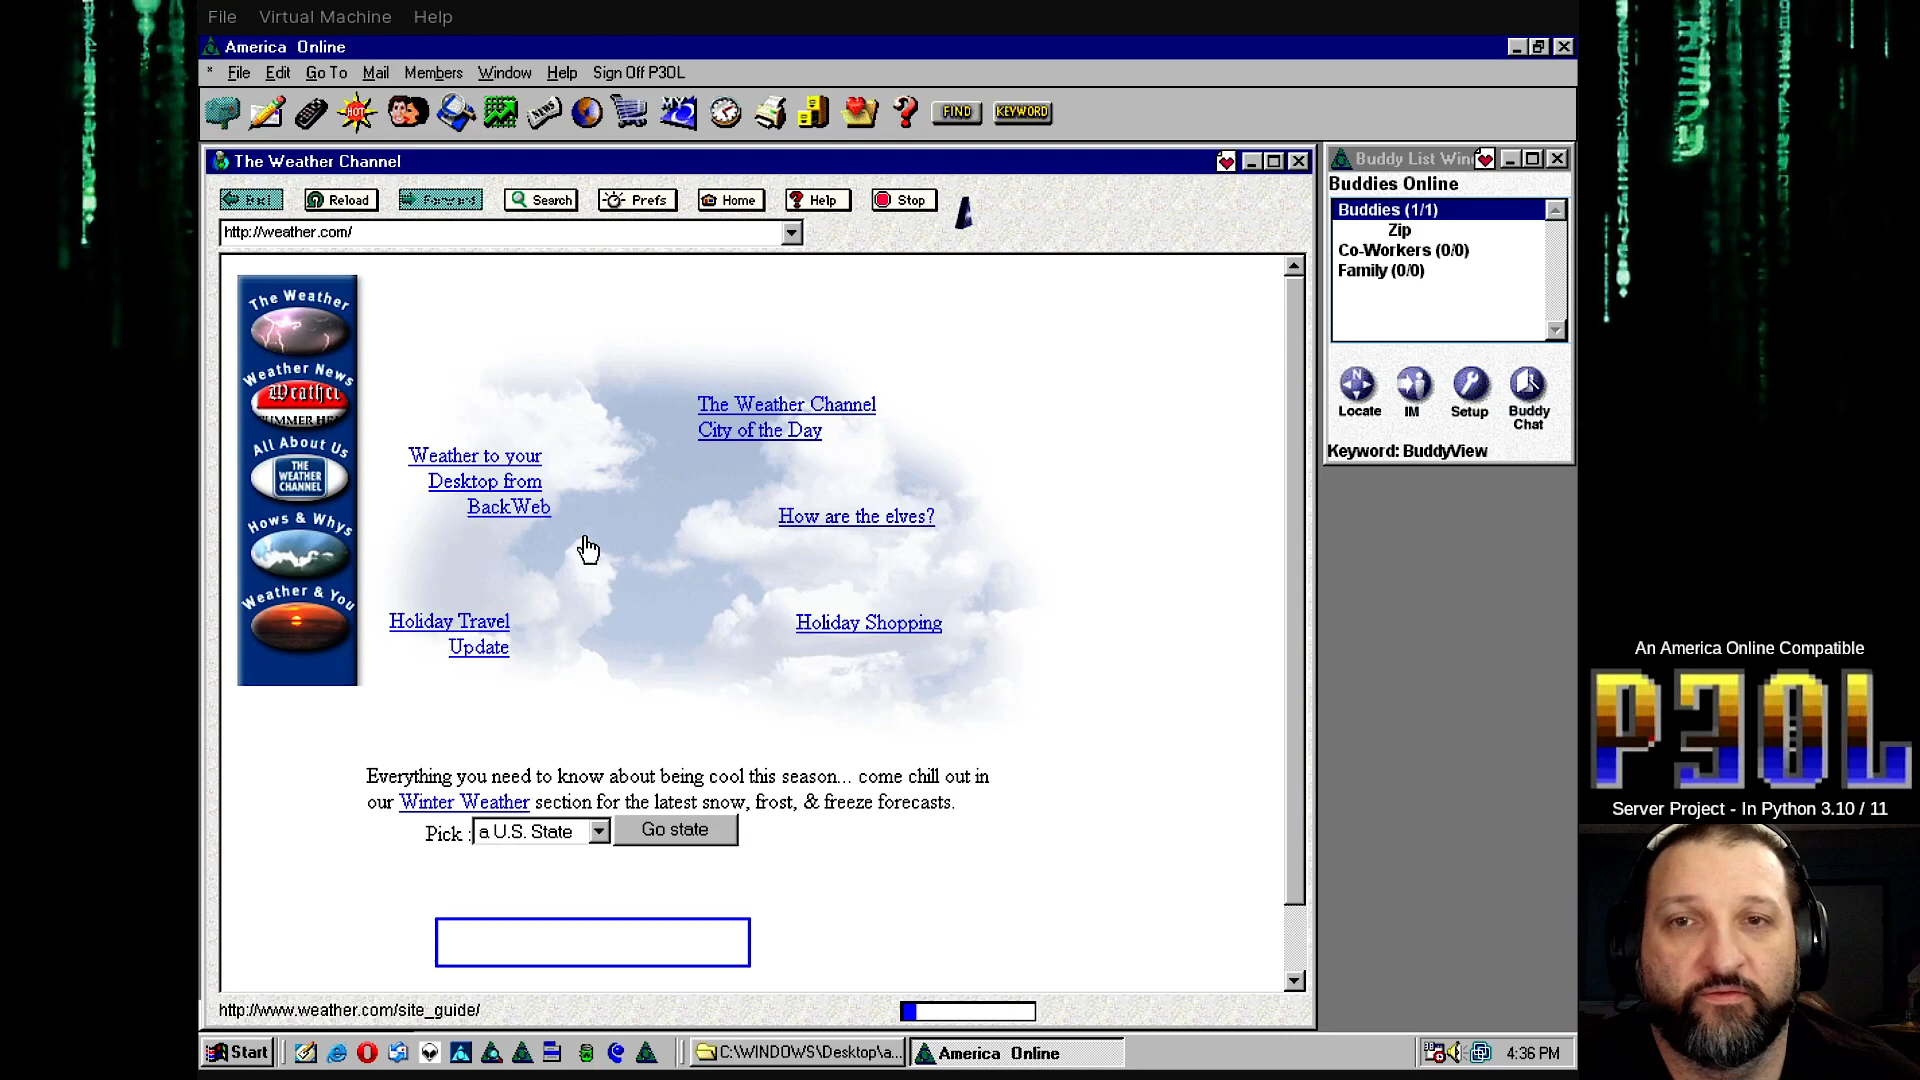 File Virtual Machine Help
America Online
* File Edit Go To Mail Members Window Help Sign Off P3OL
HOT
MY
FIND KEYWORD
The Weather Channel
Reload Search Prefs Home Help Stop
http://weather.com/
The Weather
Weather News
Weather
All About Us
THE
WEATHER
CHANNEL
Hows & Whys
Weather & You
The Weather Channel
City of the Day
Weather to your
Desktop from
BackWeb
How are the elves?
Holiday Travel
Update
Holiday Shopping
Everything you need to know about being cool this season... come chill out in
our Winter Weather section for the latest snow, frost, & freeze forecasts.
Pick : a U.S. State Go state
http://www.weather.com/site_guide/
Buddy List Win
Buddies Online
Buddies (1/1)
Zip
Co-Workers (0/0)
Family (0/0)
Locate IM Setup Buddy
Chat
Keyword: BuddyView
An America Online Compatible
P3OL
Server Project - In Python 3.10 / 11
Start C:\WINDOWS\Desktop\a... America Online 4:36 PM